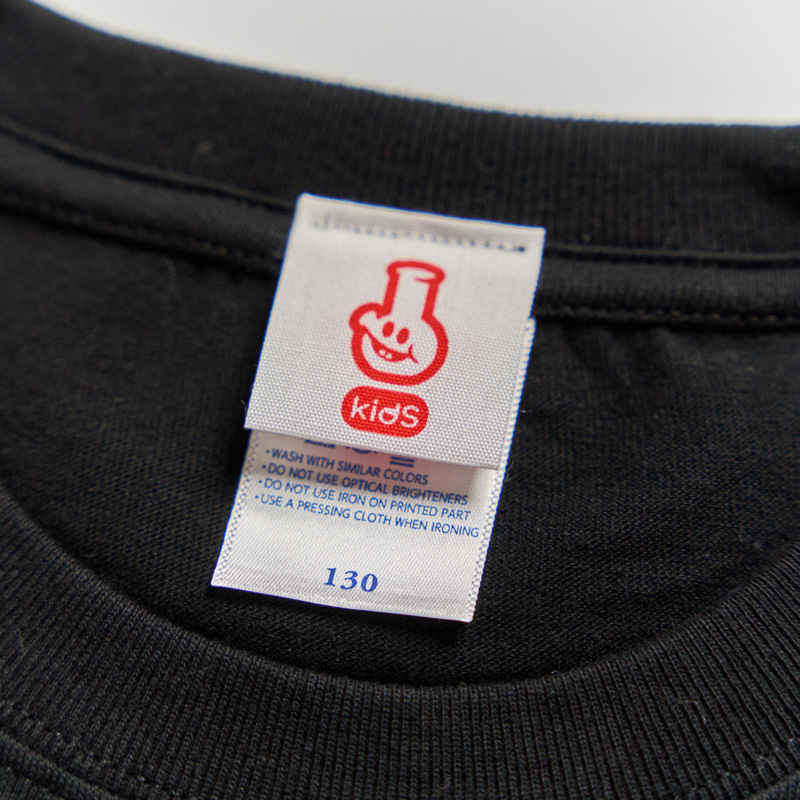 kids
•WASH WITH SIMILAR COLORS
•DO NOT USE OPTICAL BRIGHTENERS
•DO NOT USE IRON ON PRINTED PART
•USE A PRESSING CLOTH WHEN IRONING
130